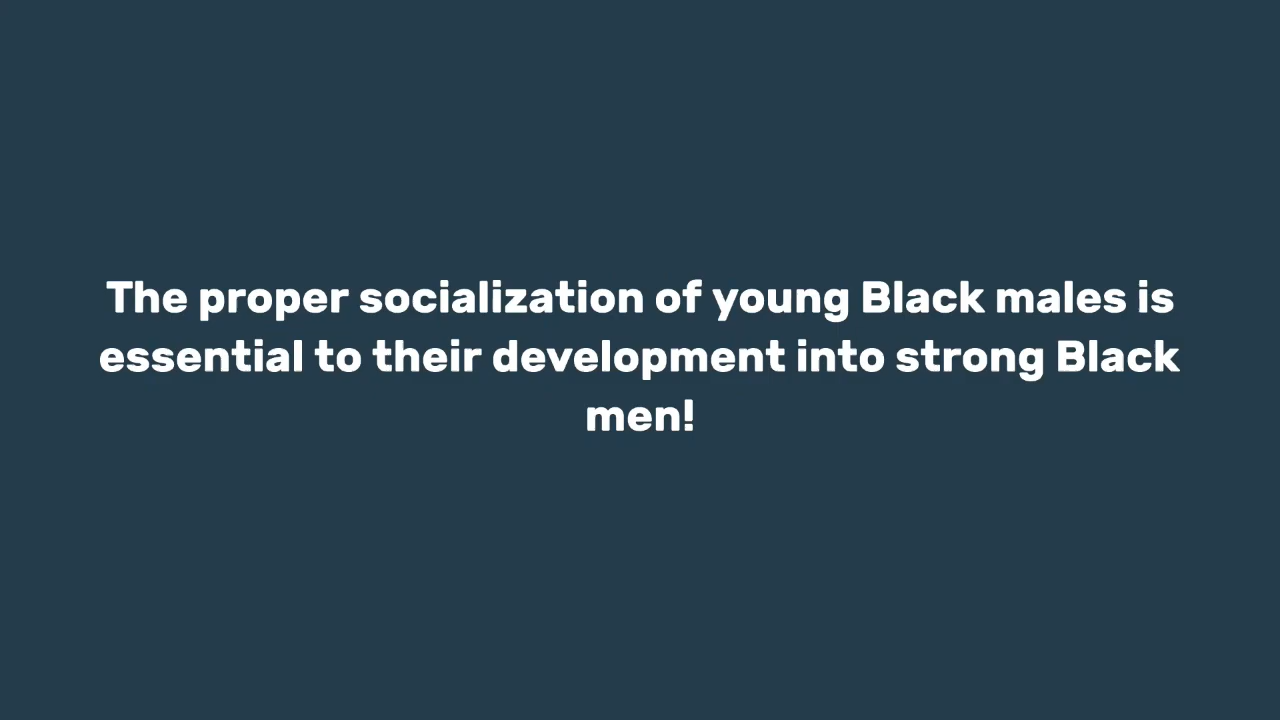 The proper socialization of young Black males is
essential to their development into strong Black
men!